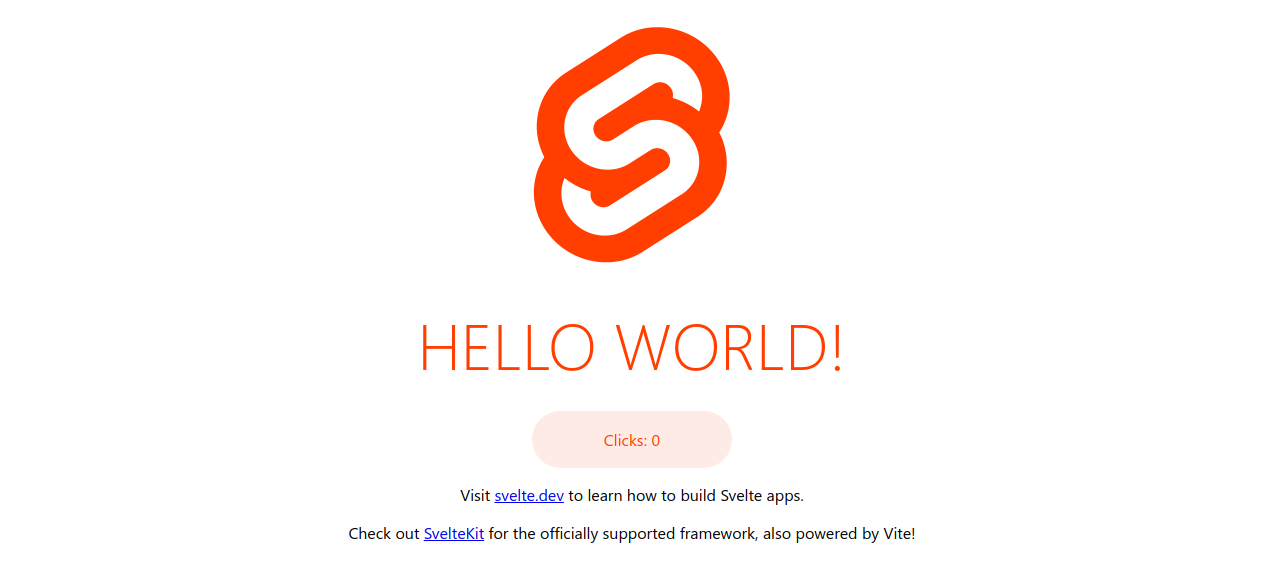 HELLO WORLD!
Clicks: 0
Visit svelte.dev to learn how to build Svelte apps.
Check out SvelteKit for the officially supported framework, also powered by Vite!